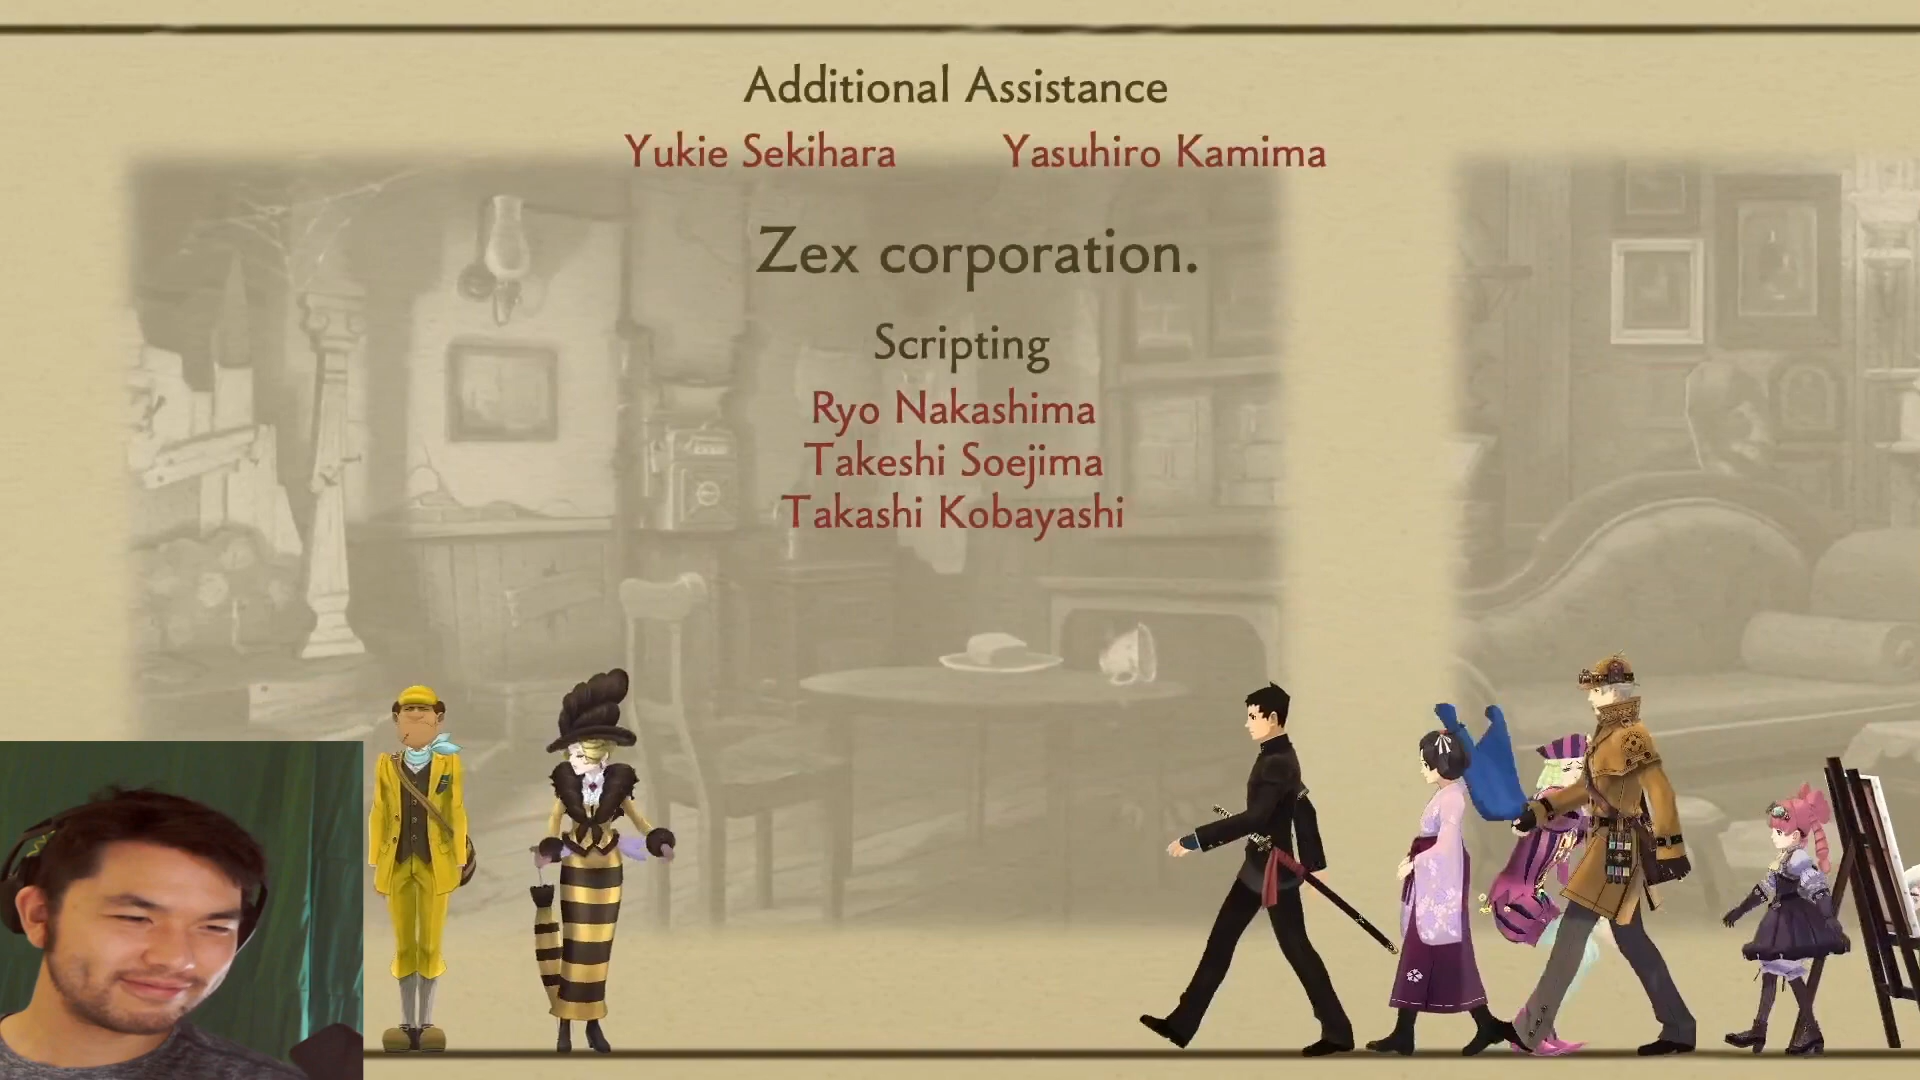 Additional Assistance
Yukie Sekihara Yasuhiro Kamima
Zex corporation.
Scripting
Ryo Nakashima
Takeshi Soejima
Takashi Kobayashi